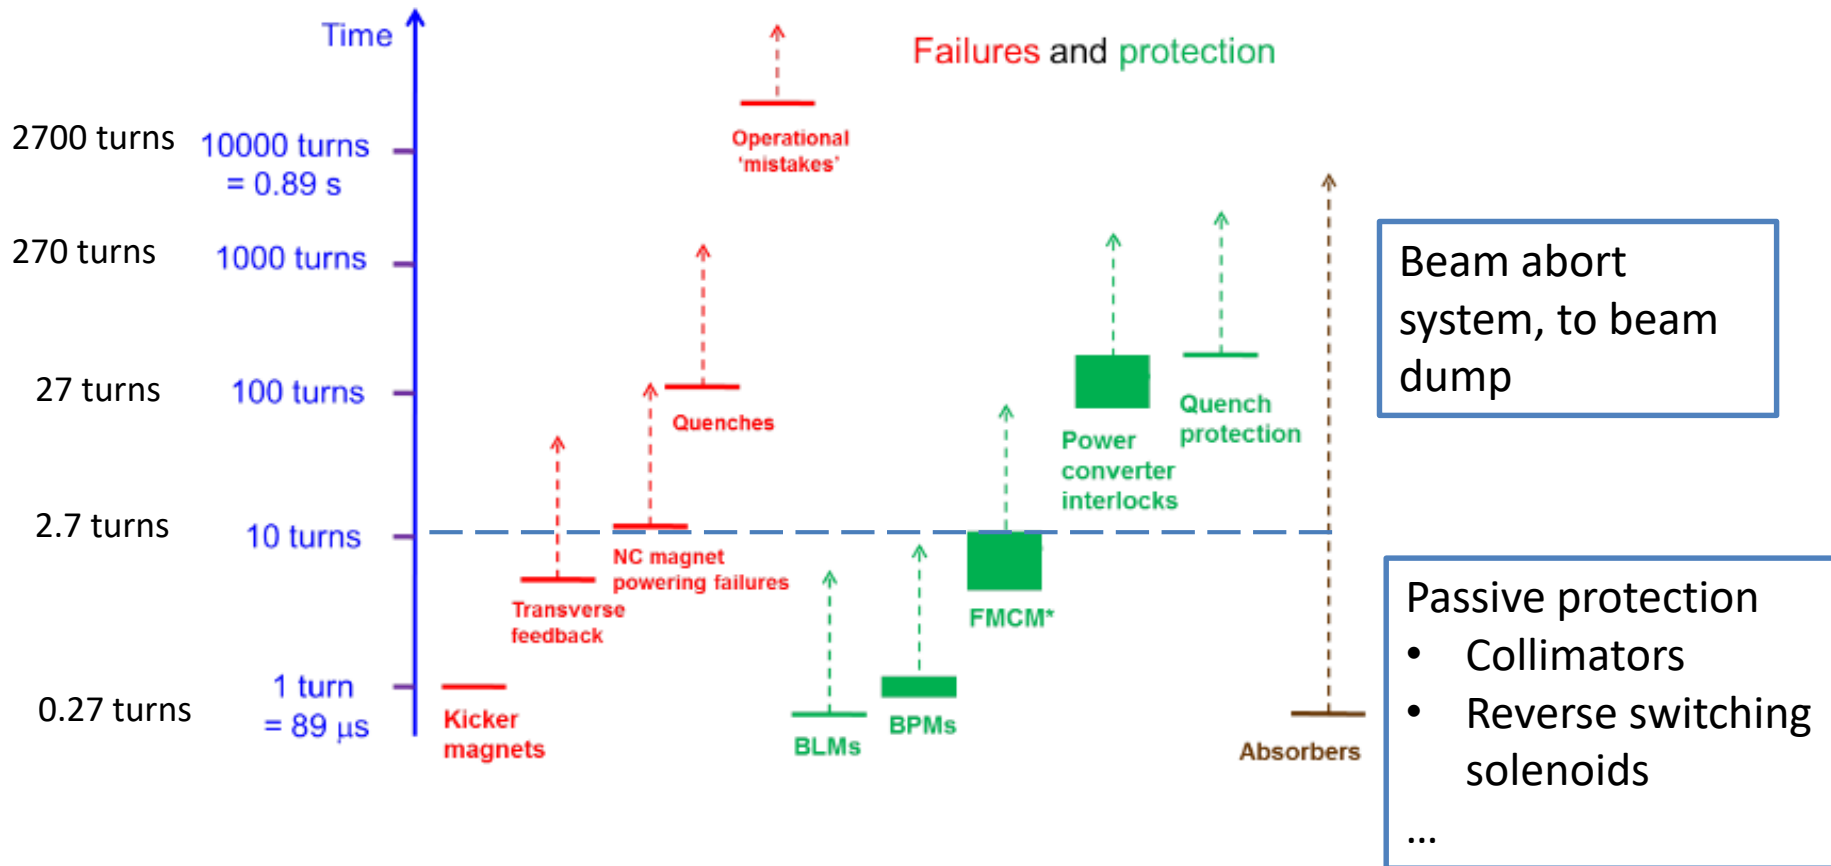 Time
Failures and protection
2700 turns
10000 turns
= 0.89 s
270 turns
1000 turns
27 turns
100 turns
2.7 turns
10 turns
0.27 turns
1 turn
= 89 μs
Operational
'mistakes'
Quenches
NC magnet
powering failures
Transverse
feedback
Kicker
magnets
BLMs
BPMs
FMCM*
Power
converter
interlocks
Quench
protection
Absorbers
Beam abort
system, to beam
dump
Passive protection
• Collimators
• Reverse switching
solenoids
...